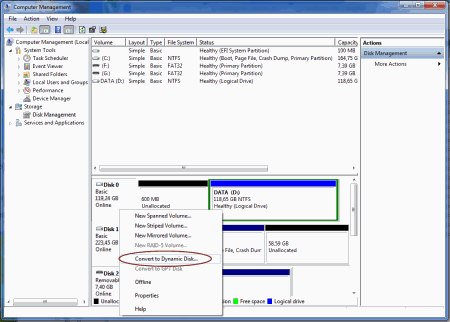 Computer Management
File Action View Help
Computer Management (Local
System Tools
Task Scheduler
Event Viewer
Shared Folders
Local Users and Groups
Performance
Device Manager
Storage
Disk Management
Services and Applications
Volume Layout Type File System Status Capacity
Simple Basic Healthy (EFI System Partition) 100 MB
(C:) Simple Basic NTFS Healthy (Boot, Page File, Crash Dump, Primary Partition)
(F:) Simple Basic FAT32 Healthy (Primary Partition) 7,39 GB
(G:) Simple Basic FAT32 Healthy (Primary Partition) 7,39 GB
DATA (D:) Simple Basic NTFS Healthy (Logical Drive) 118,65 G
Actions
Disk Management
More Actions
Disk 0
Basic
119,24 GB
Online
600 MB
Unallocated
DATA (D:)
118,65 GB NTFS
Healthy (Logical Drive)
New Spanned Volume...
New Striped Volume...
New Mirrored Volume...
New RAID-5 Volume...
Convert to Dynamic Disk...
Convert to GPT Disk
Offline
Properties
Help
Disk 1
Basic
223,45 GB
Online
File, Crash Dum
58,59 GB
Unallocated
Disk 2
Removable
7,40 GB
Online
Unalloc
Free space
Logical drive